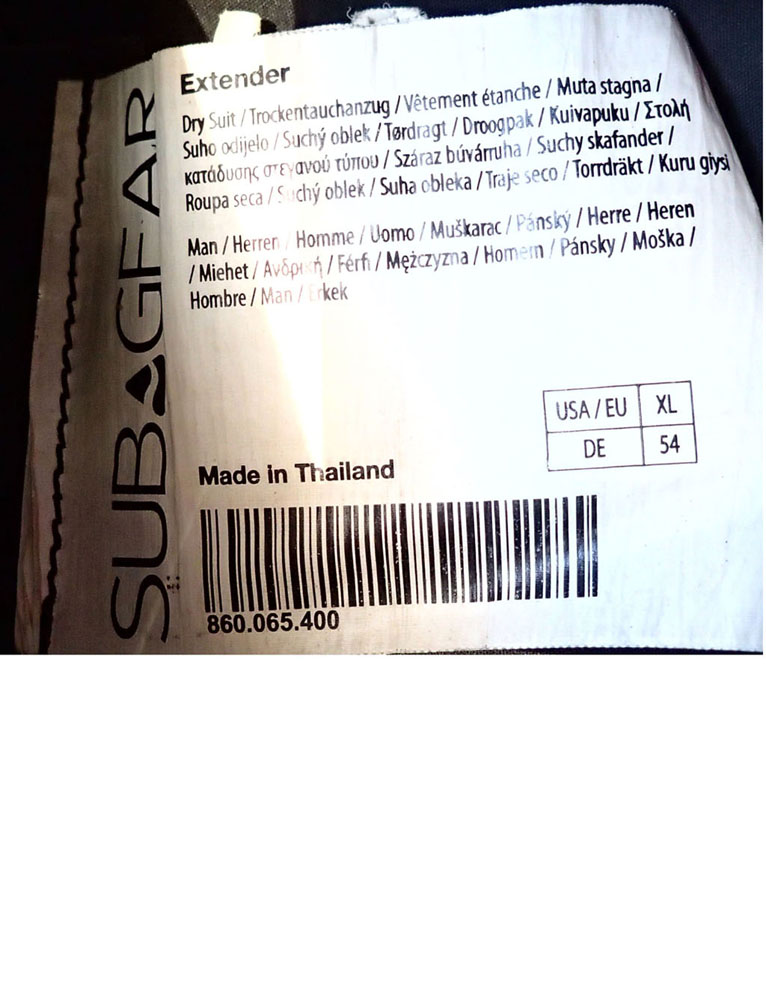 SUBGEAR
Extender
Dry Suit / Trockentauchanzug / Vêtement étanche / Muta stagna /
Suho odijelo / Suchý oblek / Tørdragt / Droogpak / Kuivapuku / Στολή
κατάδυσης στεγανού τύπου / Száraz búvárruha / Suchy skafander /
Roupa seca / Suchý oblek / Suha obleka / Traje seco / Torrdräkt / Kuru giysi
Man / Herren / Homme / Uomo / Muškarac / Pánský / Herre / Heren
/ Miehet / Ανδρική / Férfi / Mężczyzna / Homem / Pánsky / Moška /
Hombre / Man / Erkek
USA / EU XL
DE 54
Made in Thailand
860.065.400